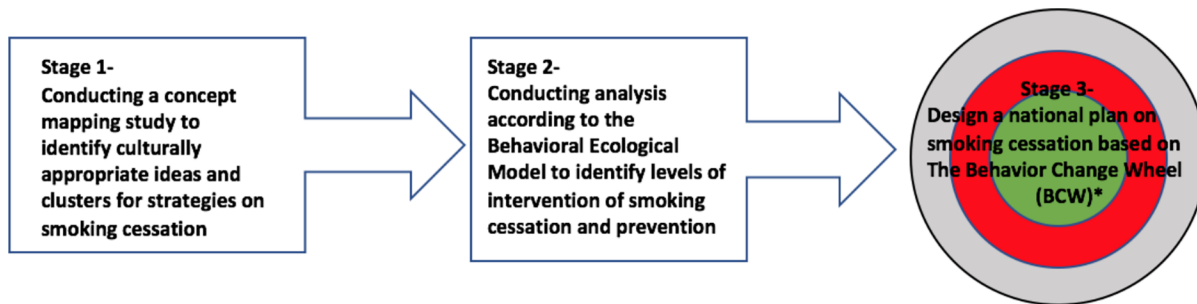 Stage 1-
Conducting a concept
mapping study to
identify culturally
appropriate ideas and
clusters for strategies on
smoking cessation
Stage 2-
Conducting analysis
according to the
Behavioral Ecological
Model to identify levels of
intervention of smoking
cessation and prevention
Stage 3-
Design a national plan on
smoking cessation based on
The Behavior Change Wheel
(BCW)*